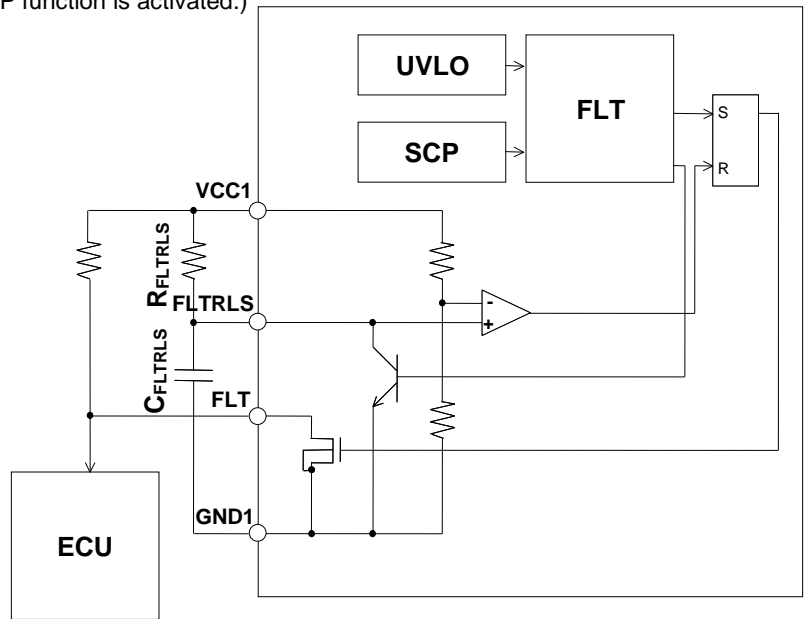 P function is activated.)
UVLO
FLT
S
SCP
R
VCC1
RFLTRLS
FLTRLS
-
+
CFLTRLS
FLT
GND1
ECU